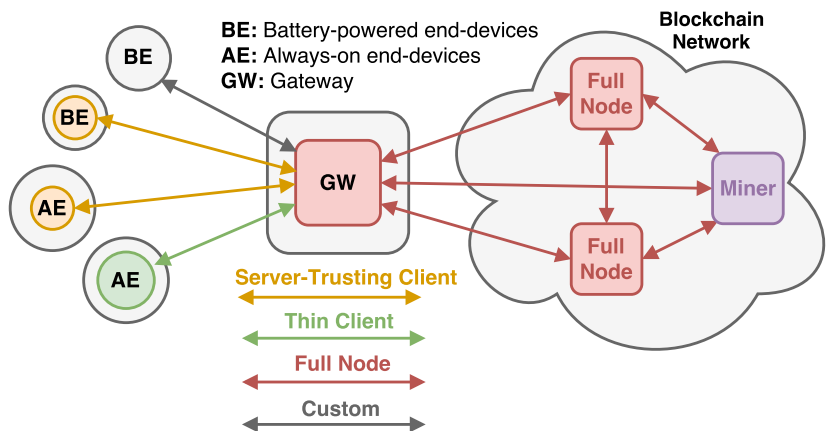 BE: Battery-powered end-devices
AE: Always-on end-devices
GW: Gateway
Blockchain
Network
BE
BE
AE
AE
GW
Full
Node
Miner
Full
Node
Server-Trusting Client
Thin Client
Full Node
Custom